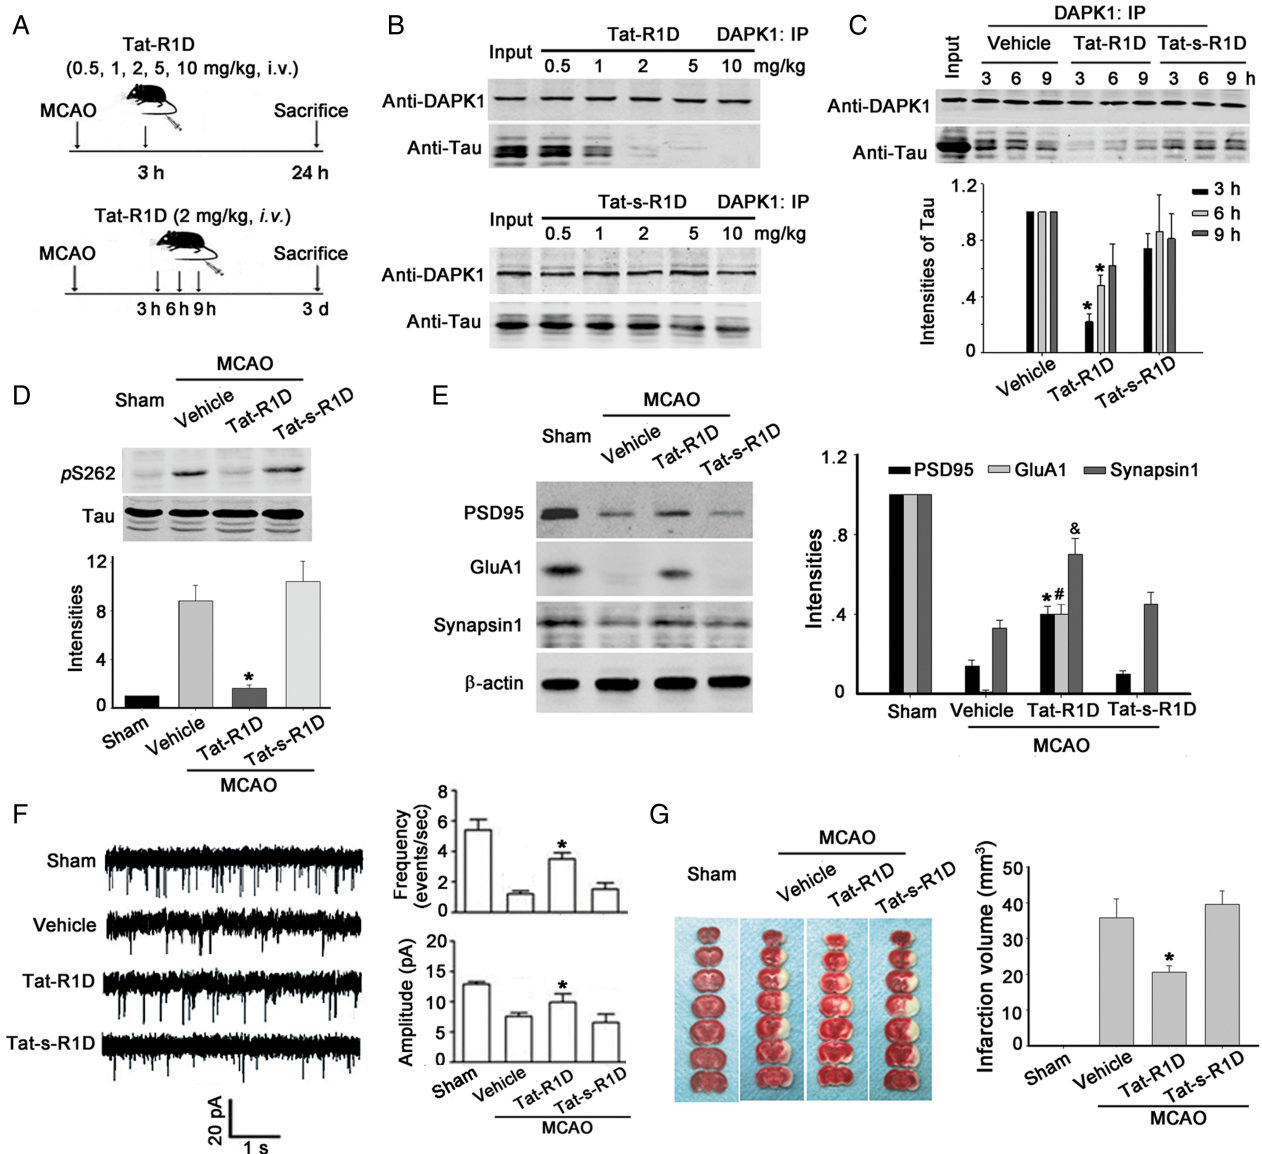 A
Tat-R1D
(0.5, 1, 2, 5, 10 mg/kg, i.v.)
MCAO
Sacrifice
3 h
24 h
Tat-R1D (2 mg/kg, i.v.)
MCAO
Sacrifice
3 h 6 h 9 h
3 d
B
Input
Tat-R1D
DAPK1: IP
0.5 1 2 5 10 mg/kg
Anti-DAPK1
Anti-Tau
Input
Tat-s-R1D
DAPK1: IP
0.5 1 2 5 10 mg/kg
Anti-DAPK1
Anti-Tau
C
DAPK1: IP
Input
Vehicle Tat-R1D Tat-s-R1D
3 6 9 3 6 9 3 6 9 h
Anti-DAPK1
Anti-Tau
Intensities of Tau
1.2
.8
.4
0
3 h
6 h
9 h
*
*
Vehicle
Tat-R1D
Tat-s-R1D
D
MCAO
Sham
Vehicle
Tat-R1D
Tat-s-R1D
pS262
Tau
Intensities
12
8
4
0
*
Sham
Vehicle
Tat-R1D
Tat-s-R1D
MCAO
E
MCAO
Sham
Vehicle
Tat-R1D
Tat-s-R1D
PSD95
GluA1
Synapsin1
β-actin
Intensities
1.2
.8
.4
0
PSD95 GluA1 Synapsin1
&
* #
Sham Vehicle Tat-R1D Tat-s-R1D
MCAO
F
Sham
Vehicle
Tat-R1D
Tat-s-R1D
20 pA
1 s
Frequency
(events/sec)
8
6
4
2
0
*
Amplitude (pA)
20
15
10
5
0
*
Sham
Vehicle
Tat-R1D
Tat-s-R1D
MCAO
G
MCAO
Sham
Vehicle
Tat-R1D
Tat-s-R1D
Infarction volume (mm³)
50
40
30
20
10
0
*
Sham
Vehicle
Tat-R1D
Tat-s-R1D
MCAO